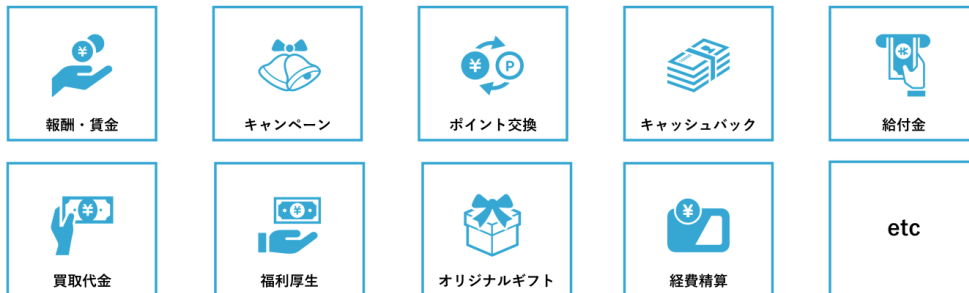 報酬・賃金
キャンペーン
ポイント交換
キャッシュバック
給付金
買取代金
福利厚生
オリジナルギフト
経費精算
etc